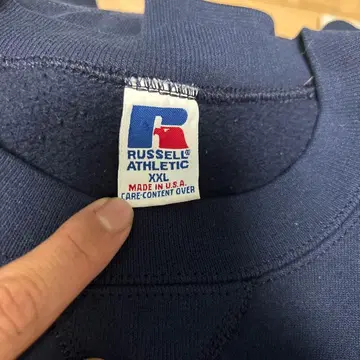 RUSSELL®
ATHLETIC
XXL
MADE IN U.S.A.
CARE-CONTENT OVER